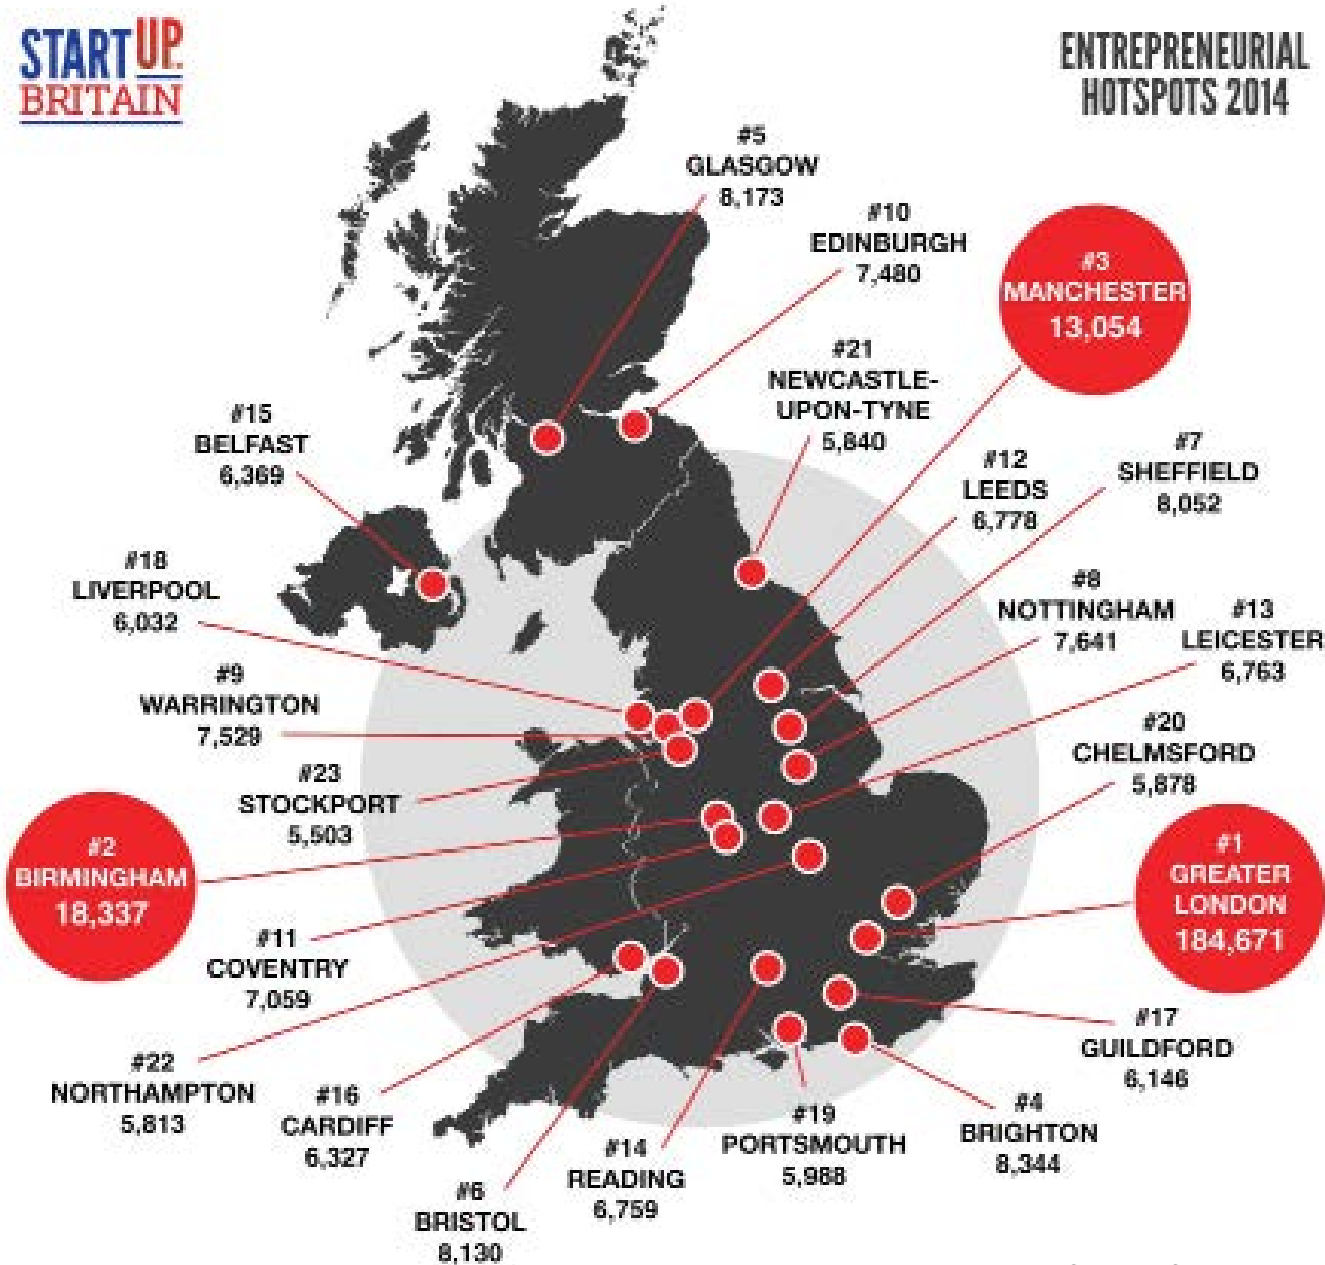 START UP.
BRITAIN
ENTREPRENEURIAL
HOTSPOTS 2014
#5
GLASGOW
8,173
#10
EDINBURGH
7,480
#3
MANCHESTER
13,054
#21
NEWCASTLE-
UPON-TYNE
5,840
#15
BELFAST
6,369
#12
LEEDS
6,778
#7
SHEFFIELD
8,052
#18
LIVERPOOL
6,032
#8
NOTTINGHAM
7,641
#13
LEICESTER
6,763
#9
WARRINGTON
7,529
#20
CHELMSFORD
5,878
#23
STOCKPORT
5,503
#2
BIRMINGHAM
18,337
#1
GREATER
LONDON
184,671
#11
COVENTRY
7,059
#17
GUILDFORD
6,146
#22
NORTHAMPTON
5,813
#16
CARDIFF
6,327
#4
BRIGHTON
8,344
#19
PORTSMOUTH
5,988
#14
READING
6,759
#6
BRISTOL
8,130